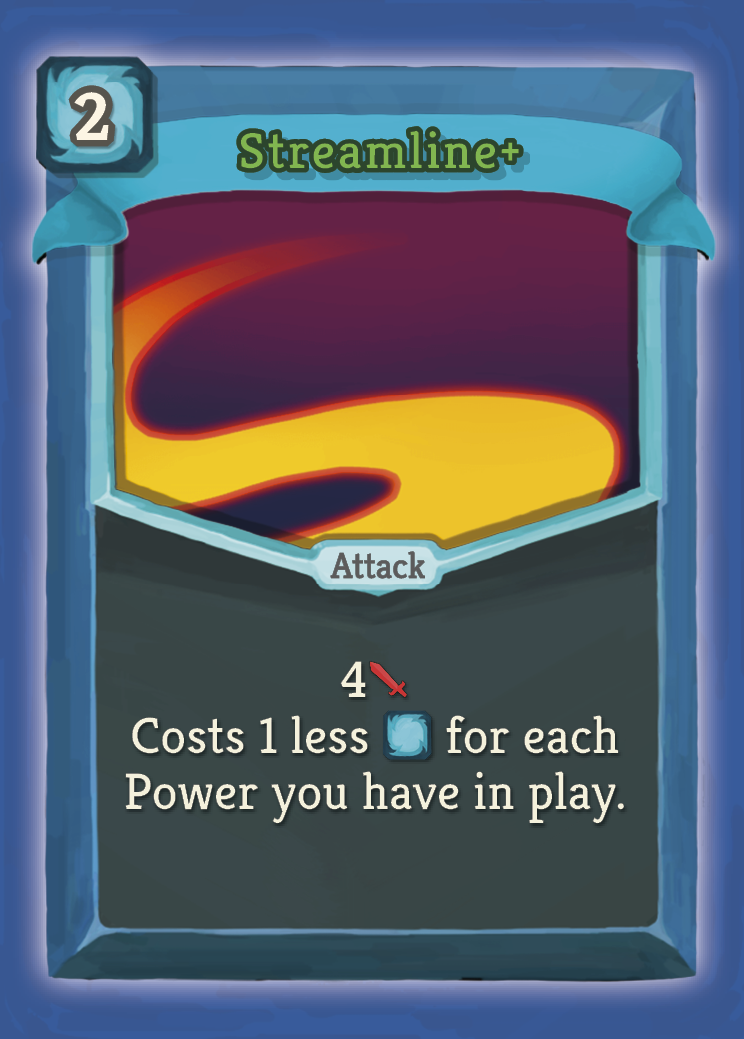 2
Streamline+
Attack
4
Costs 1 less for each
Power you have in play.